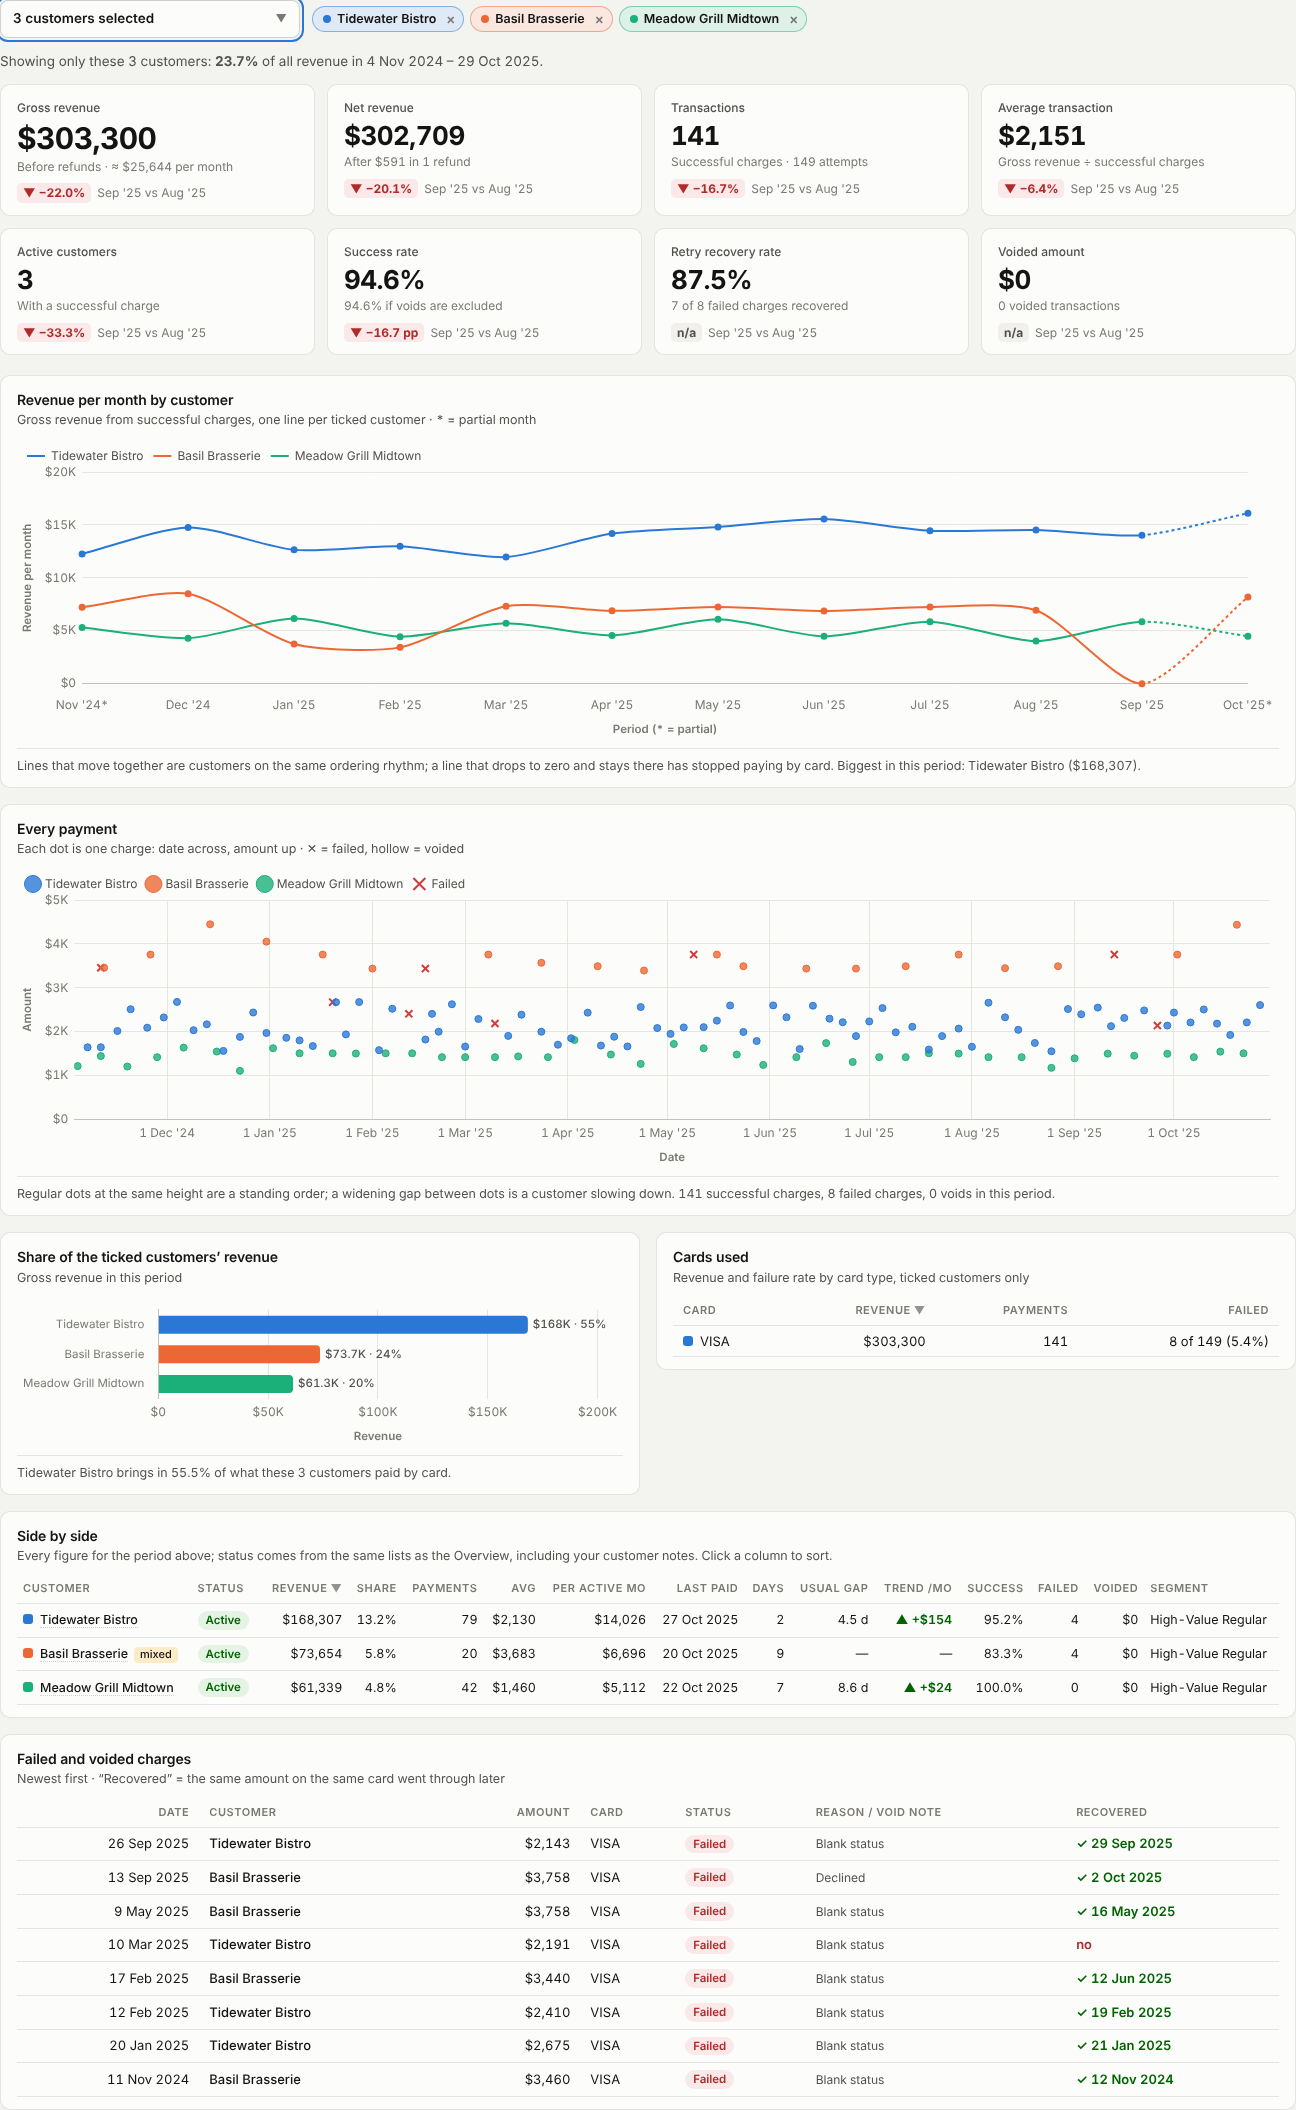 3 customers selected ▼
Tidewater Bistro × Basil Brasserie × Meadow Grill Midtown ×
Showing only these 3 customers: 23.7% of all revenue in 4 Nov 2024 – 29 Oct 2025.
Gross revenue
$303,300
Before refunds · ≈ $25,644 per month
▼ −22.0% Sep '25 vs Aug '25
Net revenue
$302,709
After $591 in 1 refund
▼ −20.1% Sep '25 vs Aug '25
Transactions
141
Successful charges · 149 attempts
▼ −16.7% Sep '25 vs Aug '25
Average transaction
$2,151
Gross revenue ÷ successful charges
▼ −6.4% Sep '25 vs Aug '25
Active customers
3
With a successful charge
▼ −33.3% Sep '25 vs Aug '25
Success rate
94.6%
94.6% if voids are excluded
▼ −16.7 pp Sep '25 vs Aug '25
Retry recovery rate
87.5%
7 of 8 failed charges recovered
n/a Sep '25 vs Aug '25
Voided amount
$0
0 voided transactions
n/a Sep '25 vs Aug '25
Revenue per month by customer
Gross revenue from successful charges, one line per ticked customer · * = partial month
Tidewater Bistro Basil Brasserie Meadow Grill Midtown
$20K
$15K
$10K
$5K
$0
Revenue per month
Nov '24* Dec '24 Jan '25 Feb '25 Mar '25 Apr '25 May '25 Jun '25 Jul '25 Aug '25 Sep '25 Oct '25*
Period (* = partial)
Lines that move together are customers on the same ordering rhythm; a line that drops to zero and stays there has stopped paying by card. Biggest in this period: Tidewater Bistro ($168,307).
Every payment
Each dot is one charge: date across, amount up · × = failed, hollow = voided
Tidewater Bistro Basil Brasserie Meadow Grill Midtown Failed
$5K
$4K
$3K
$2K
$1K
$0
Amount
1 Dec '24 1 Jan '25 1 Feb '25 1 Mar '25 1 Apr '25 1 May '25 1 Jun '25 1 Jul '25 1 Aug '25 1 Sep '25 1 Oct '25
Date
Regular dots at the same height are a standing order; a widening gap between dots is a customer slowing down. 141 successful charges, 8 failed charges, 0 voids in this period.
Share of the ticked customers’ revenue
Gross revenue in this period
Tidewater Bistro $168K · 55%
Basil Brasserie $73.7K · 24%
Meadow Grill Midtown $61.3K · 20%
$0 $50K $100K $150K $200K
Revenue
Tidewater Bistro brings in 55.5% of what these 3 customers paid by card.
Cards used
Revenue and failure rate by card type, ticked customers only
CARD REVENUE ▼ PAYMENTS FAILED
VISA $303,300 141 8 of 149 (5.4%)
Side by side
Every figure for the period above; status comes from the same lists as the Overview, including your customer notes. Click a column to sort.
CUSTOMER STATUS REVENUE ▼ SHARE PAYMENTS AVG PER ACTIVE MO LAST PAID DAYS USUAL GAP TREND /MO SUCCESS FAILED VOIDED SEGMENT
Tidewater Bistro Active $168,307 13.2% 79 $2,130 $14,026 27 Oct 2025 2 4.5 d ▲ +$154 95.2% 4 $0 High-Value Regular
Basil Brasserie mixed Active $73,654 5.8% 20 $3,683 $6,696 20 Oct 2025 9 — — 83.3% 4 $0 High-Value Regular
Meadow Grill Midtown Active $61,339 4.8% 42 $1,460 $5,112 22 Oct 2025 7 8.6 d ▲ +$24 100.0% 0 $0 High-Value Regular
Failed and voided charges
Newest first · “Recovered” = the same amount on the same card went through later
DATE CUSTOMER AMOUNT CARD STATUS REASON / VOID NOTE RECOVERED
26 Sep 2025 Tidewater Bistro $2,143 VISA Failed Blank status ✓ 29 Sep 2025
13 Sep 2025 Basil Brasserie $3,758 VISA Failed Declined ✓ 2 Oct 2025
9 May 2025 Basil Brasserie $3,758 VISA Failed Blank status ✓ 16 May 2025
10 Mar 2025 Tidewater Bistro $2,191 VISA Failed Blank status no
17 Feb 2025 Basil Brasserie $3,440 VISA Failed Blank status ✓ 12 Jun 2025
12 Feb 2025 Tidewater Bistro $2,410 VISA Failed Blank status ✓ 19 Feb 2025
20 Jan 2025 Tidewater Bistro $2,675 VISA Failed Blank status ✓ 21 Jan 2025
11 Nov 2024 Basil Brasserie $3,460 VISA Failed Blank status ✓ 12 Nov 2024